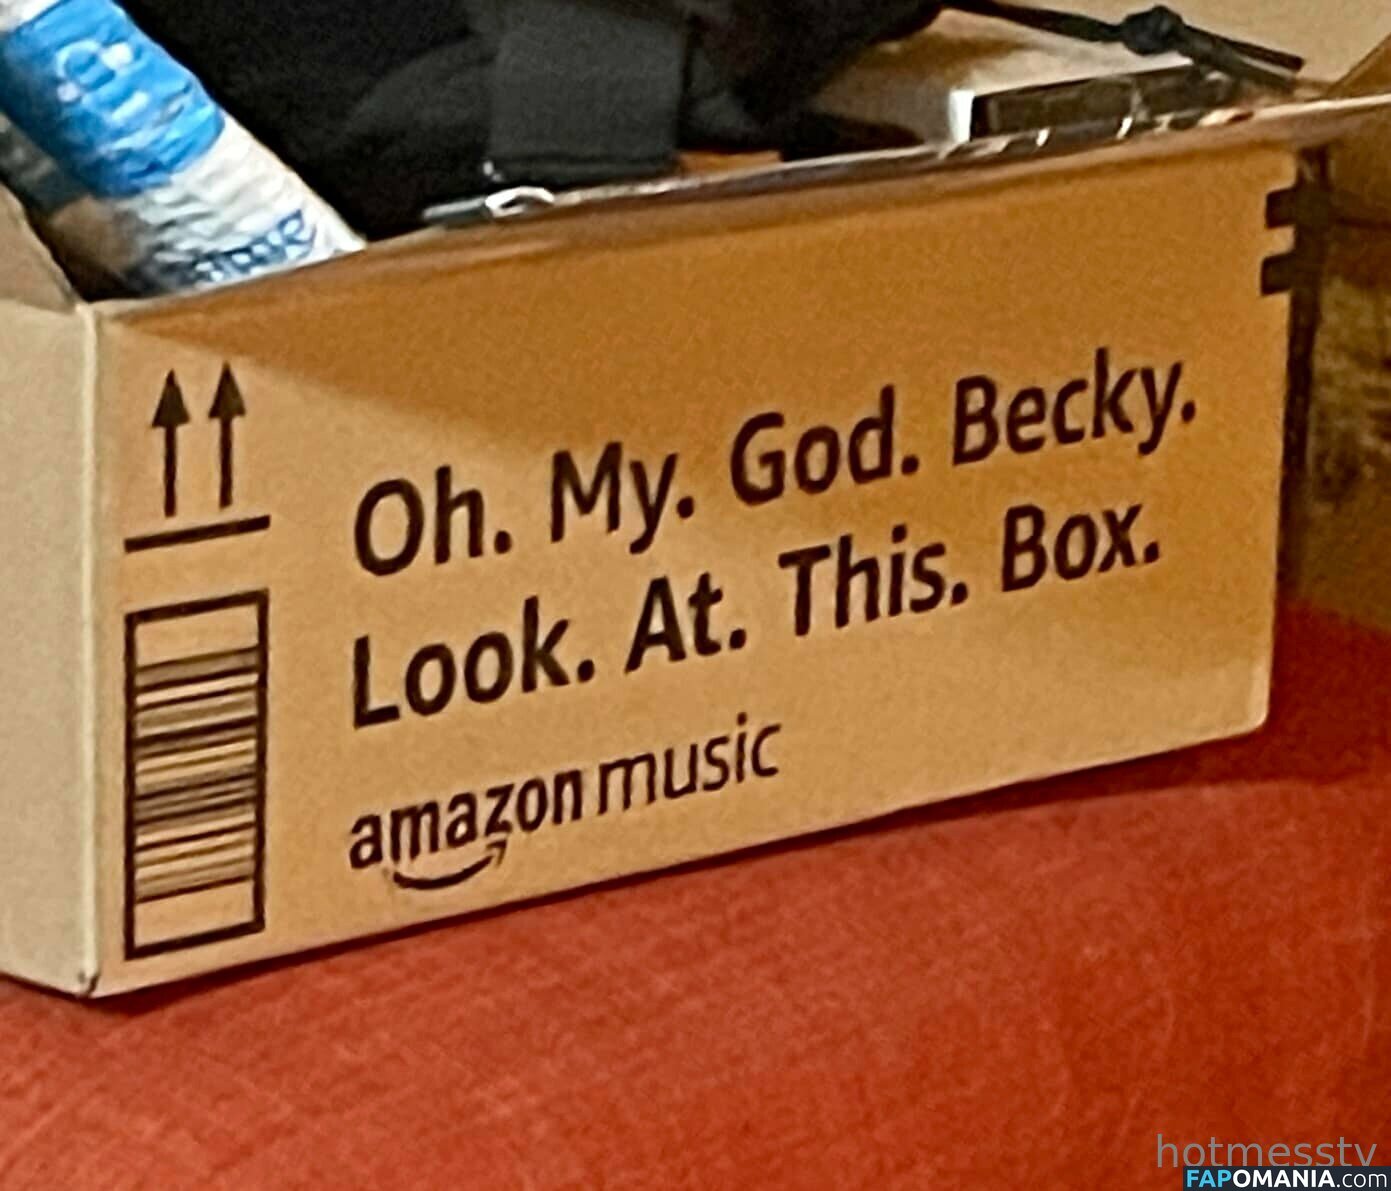 Oh. My. God. Becky.
Look. At. This. Box.
amazon music
hotmesstv
FAPOMANIA.com